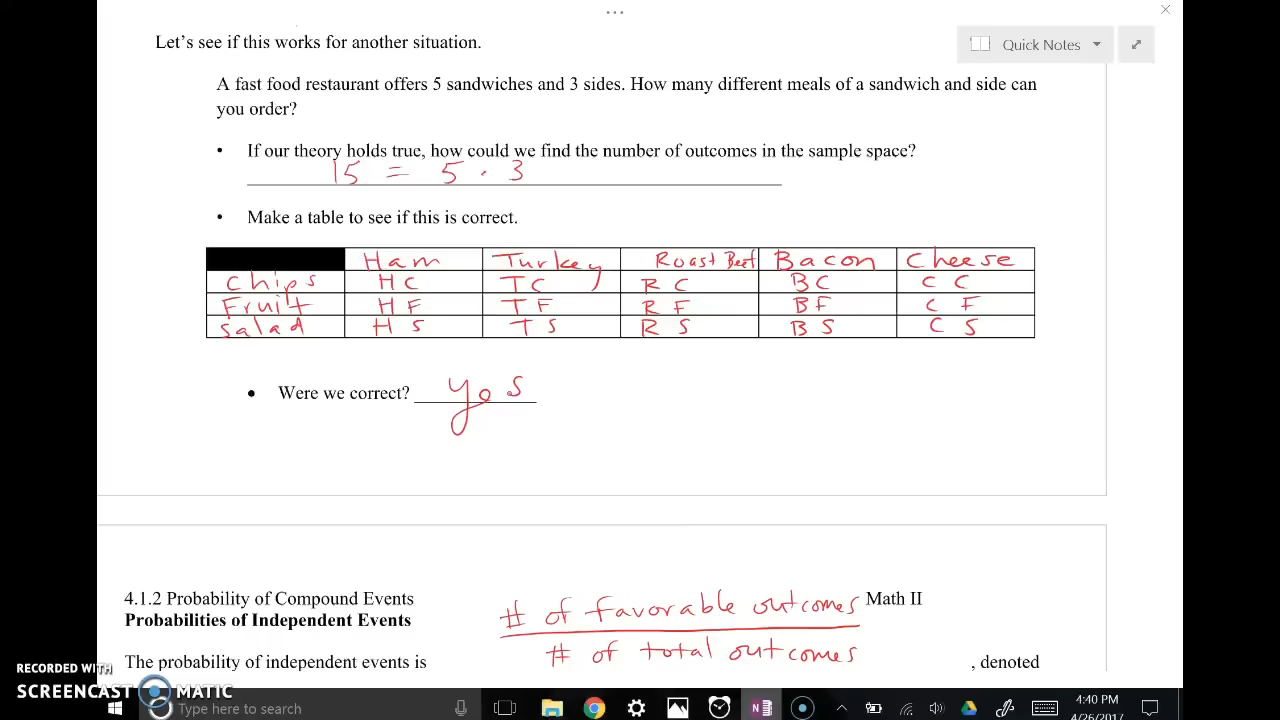 Let's see if this works for another situation.
Quick Notes
A fast food restaurant offers 5 sandwiches and 3 sides. How many different meals of a sandwich and side can
you order?
• If our theory holds true, how could we find the number of outcomes in the sample space?
15 = 5 · 3
• Make a table to see if this is correct.
Ham Turkey Roast Beef Bacon Cheese
Chips HC TC RC BC CC
Fruit HF TF RF BF CF
Salad HS TS RS BS CS
• Were we correct? yes
4.1.2 Probability of Compound Events
# of favorable outcomes Math II
Probabilities of Independent Events
# of total outcomes
The probability of independent events is , denoted
RECORDED WITH
SCREENCAST MATIC
Type here to search
4:40 PM
4/26/2017